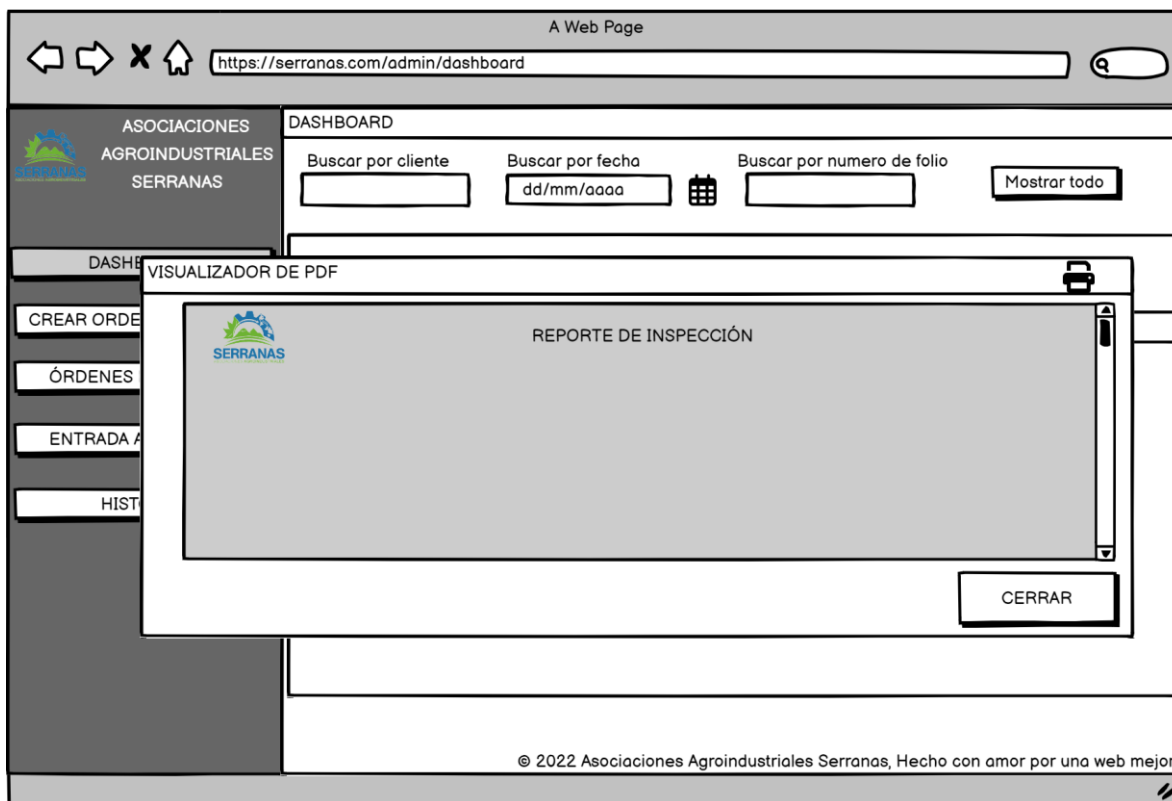 A Web Page
https://serranas.com/admin/dashboard
ASOCIACIONES
AGROINDUSTRIALES
SERRANAS
SERRANAS
DASHBOARD
Buscar por cliente
Buscar por fecha
dd/mm/aaaa
Buscar por numero de folio
Mostrar todo
DASHB
CREAR ORDE
ÓRDENES
ENTRADA A
HIST
VISUALIZADOR DE PDF
SERRANAS
REPORTE DE INSPECCIÓN
CERRAR
© 2022 Asociaciones Agroindustriales Serranas, Hecho con amor por una web mejor